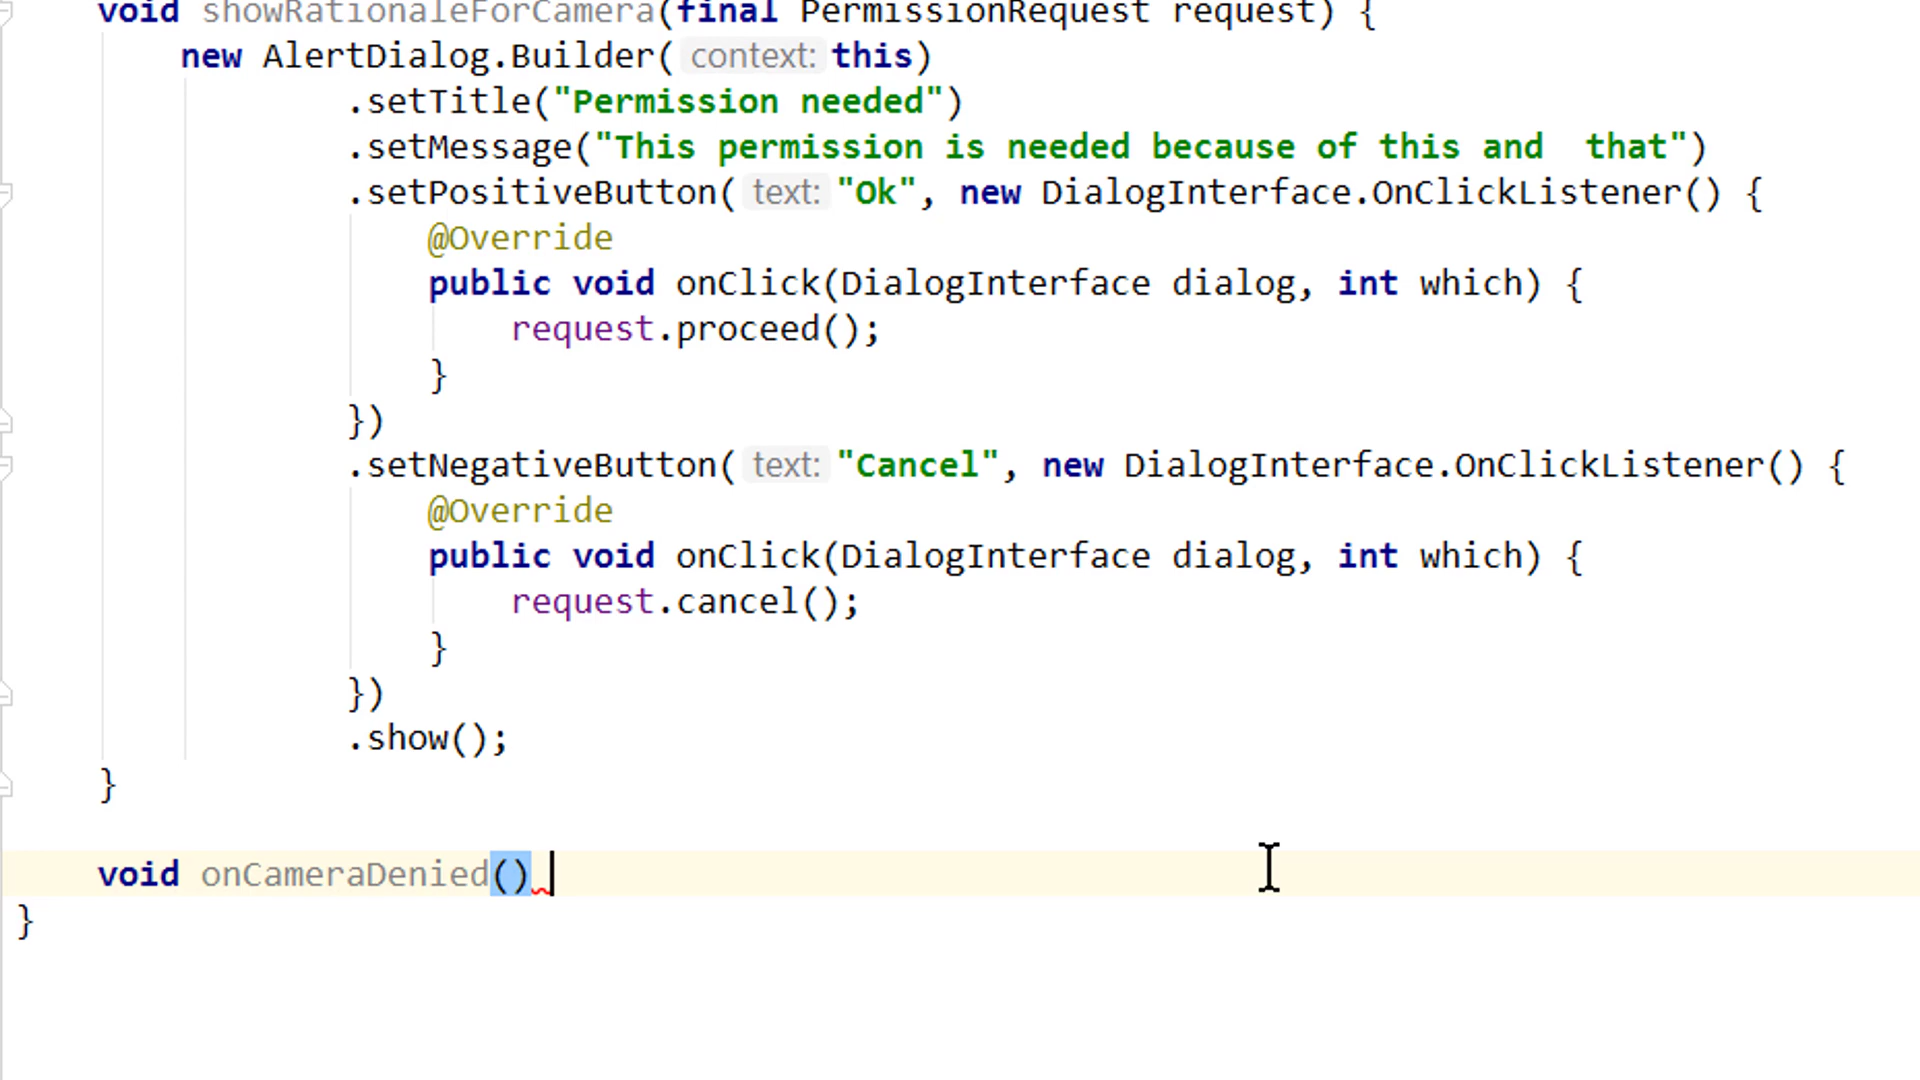 void showRationaleForCamera(final PermissionRequest request) {
new AlertDialog.Builder( context: this)
.setTitle("Permission needed")
.setMessage("This permission is needed because of this and  that")
.setPositiveButton( text: "Ok", new DialogInterface.OnClickListener() {
@Override
public void onClick(DialogInterface dialog, int which) {
request.proceed();
}
})
.setNegativeButton( text: "Cancel", new DialogInterface.OnClickListener() {
@Override
public void onClick(DialogInterface dialog, int which) {
request.cancel();
}
})
.show();
}
void onCameraDenied()
}